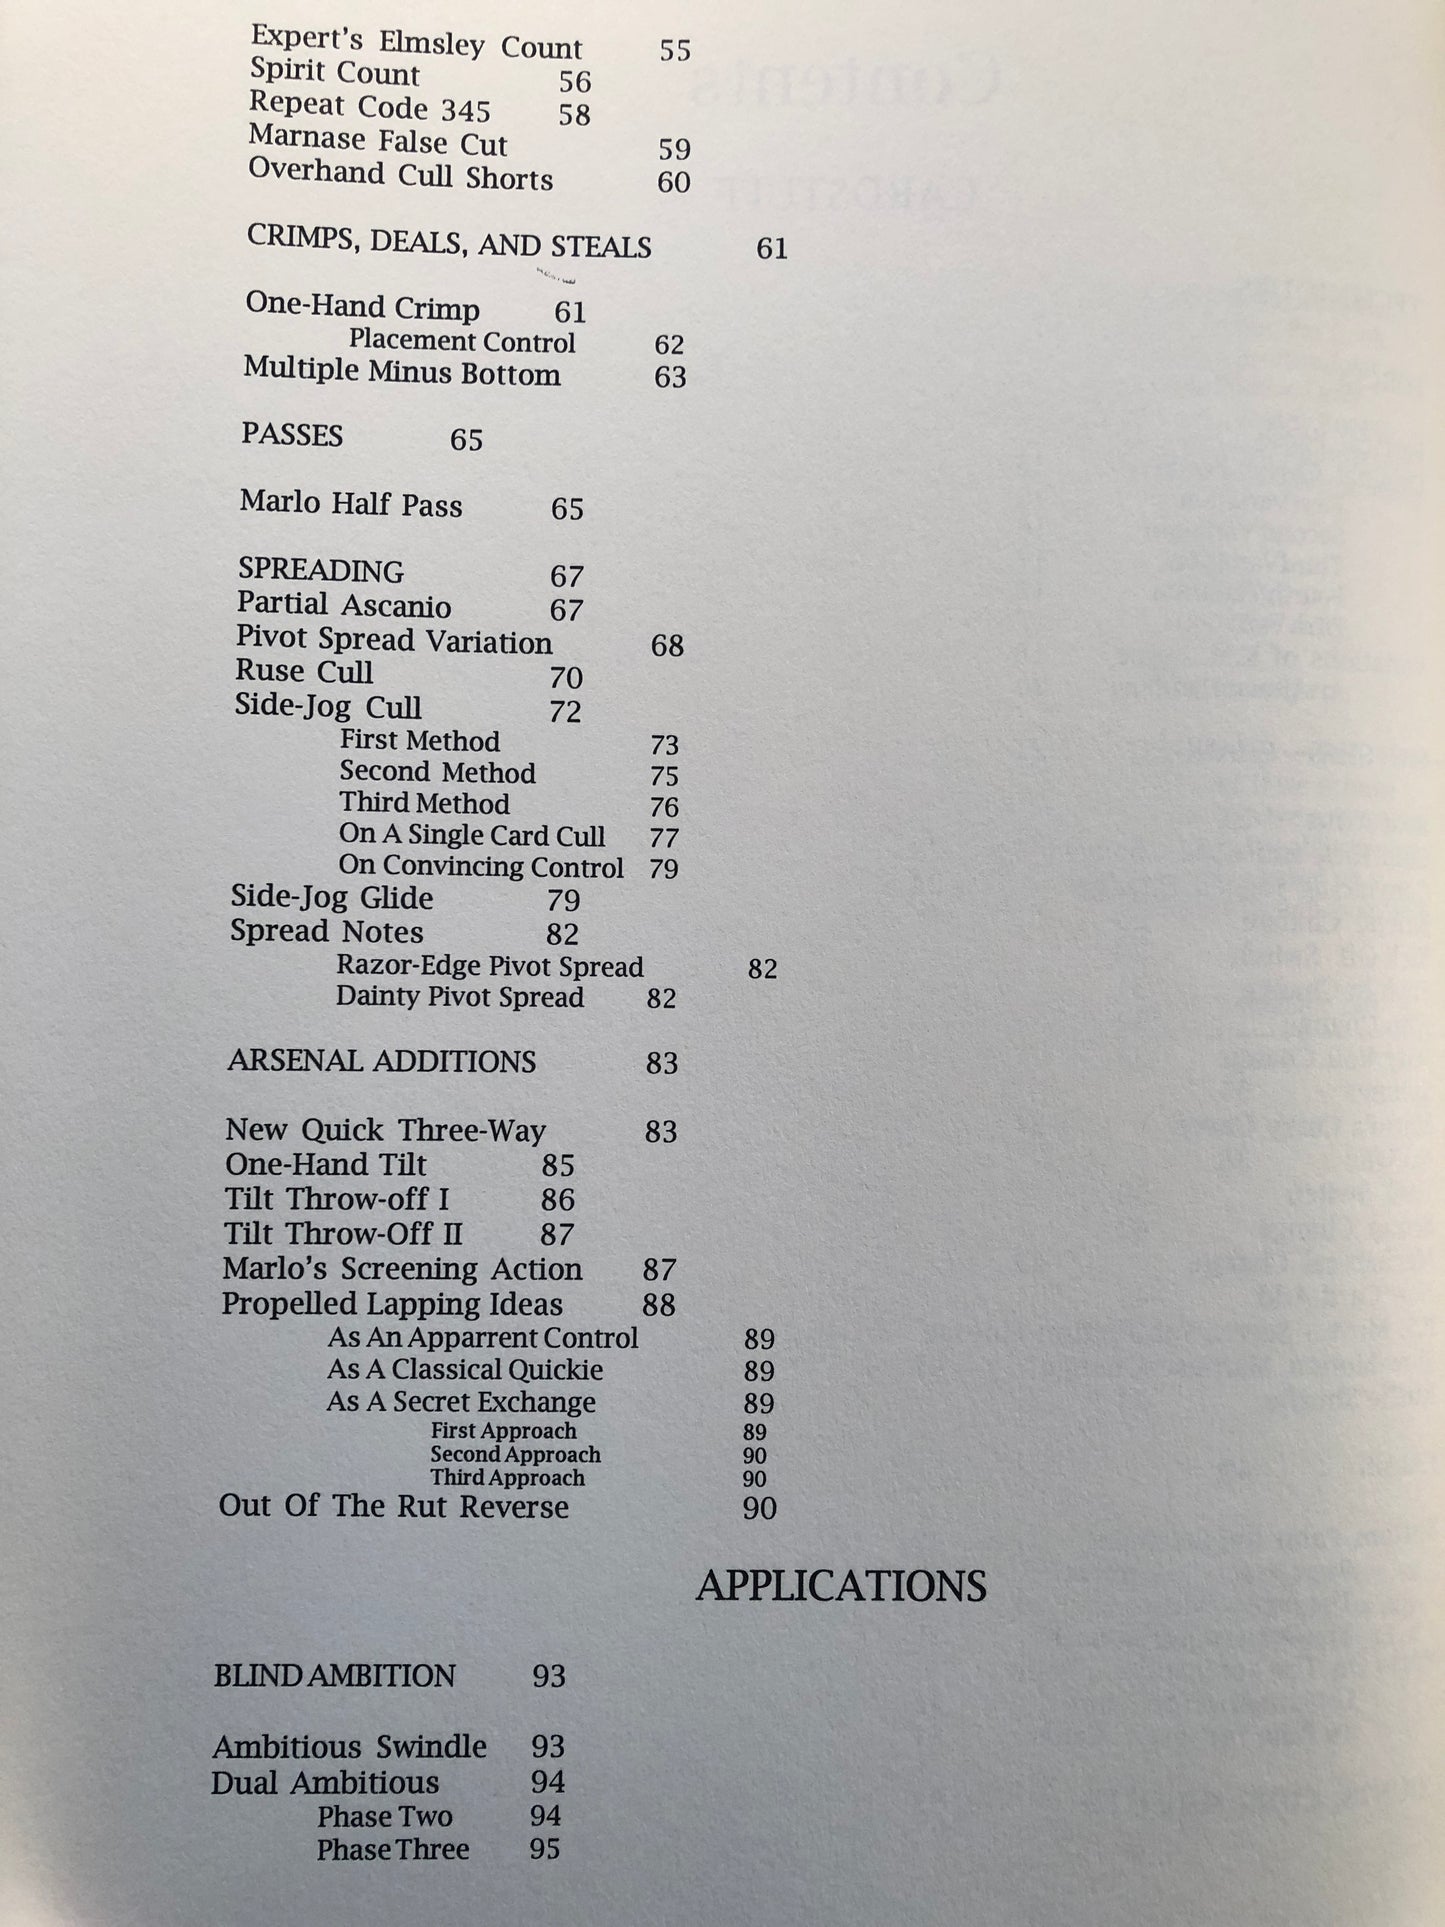 Expert's Elmsley Count 55
Spirit Count 56
Repeat Code 345 58
Marnase False Cut 59
Overhand Cull Shorts 60
CRIMPS, DEALS, AND STEALS 61
One-Hand Crimp 61
Placement Control 62
Multiple Minus Bottom 63
PASSES 65
Marlo Half Pass 65
SPREADING 67
Partial Ascanio 67
Pivot Spread Variation 68
Ruse Cull 70
Side-Jog Cull 72
First Method 73
Second Method 75
Third Method 76
On A Single Card Cull 77
On Convincing Control 79
Side-Jog Glide 79
Spread Notes 82
Razor-Edge Pivot Spread 82
Dainty Pivot Spread 82
ARSENAL ADDITIONS 83
New Quick Three-Way 83
One-Hand Tilt 85
Tilt Throw-off I 86
Tilt Throw-Off II 87
Marlo's Screening Action 87
Propelled Lapping Ideas 88
As An Apparrent Control 89
As A Classical Quickie 89
As A Secret Exchange 89
First Approach 89
Second Approach 90
Third Approach 90
Out Of The Rut Reverse 90
APPLICATIONS
BLIND AMBITION 93
Ambitious Swindle 93
Dual Ambitious 94
Phase Two 94
Phase Three 95